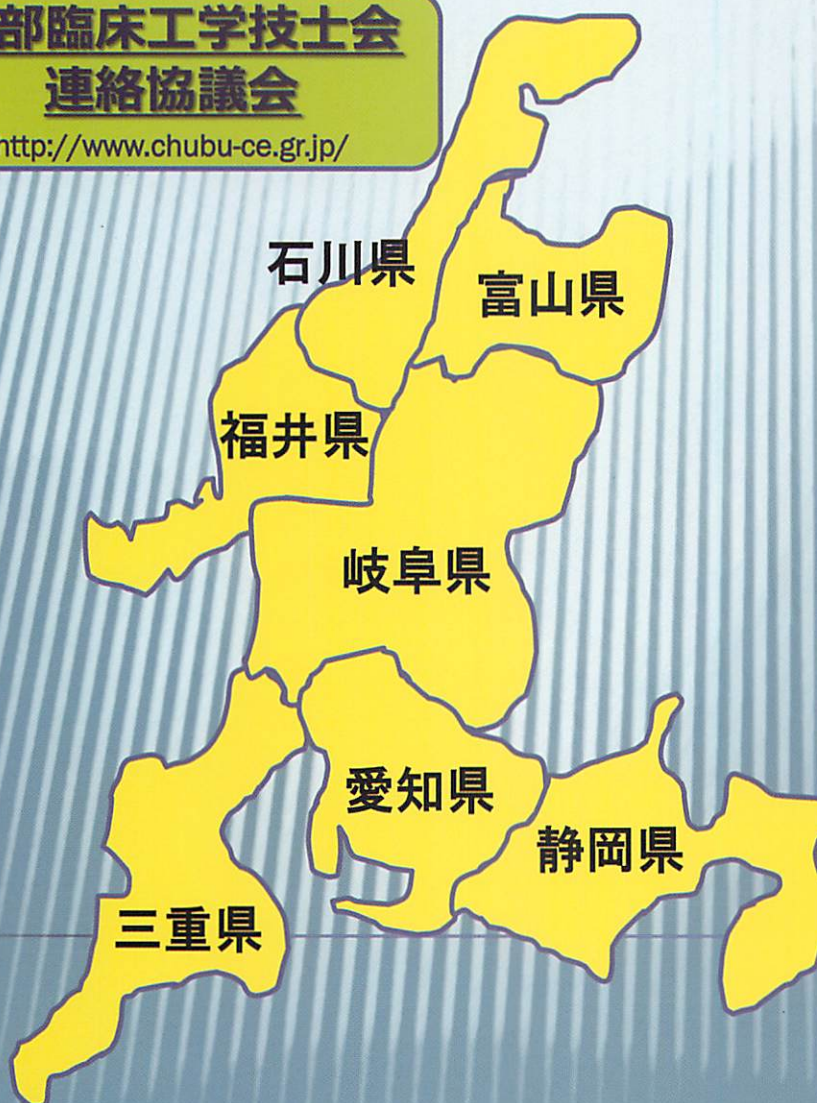 部臨床工学技士会
連絡協議会
http://www.chubu-ce.gr.jp/
石川県
富山県
福井県
岐阜県
愛知県
静岡県
三重県